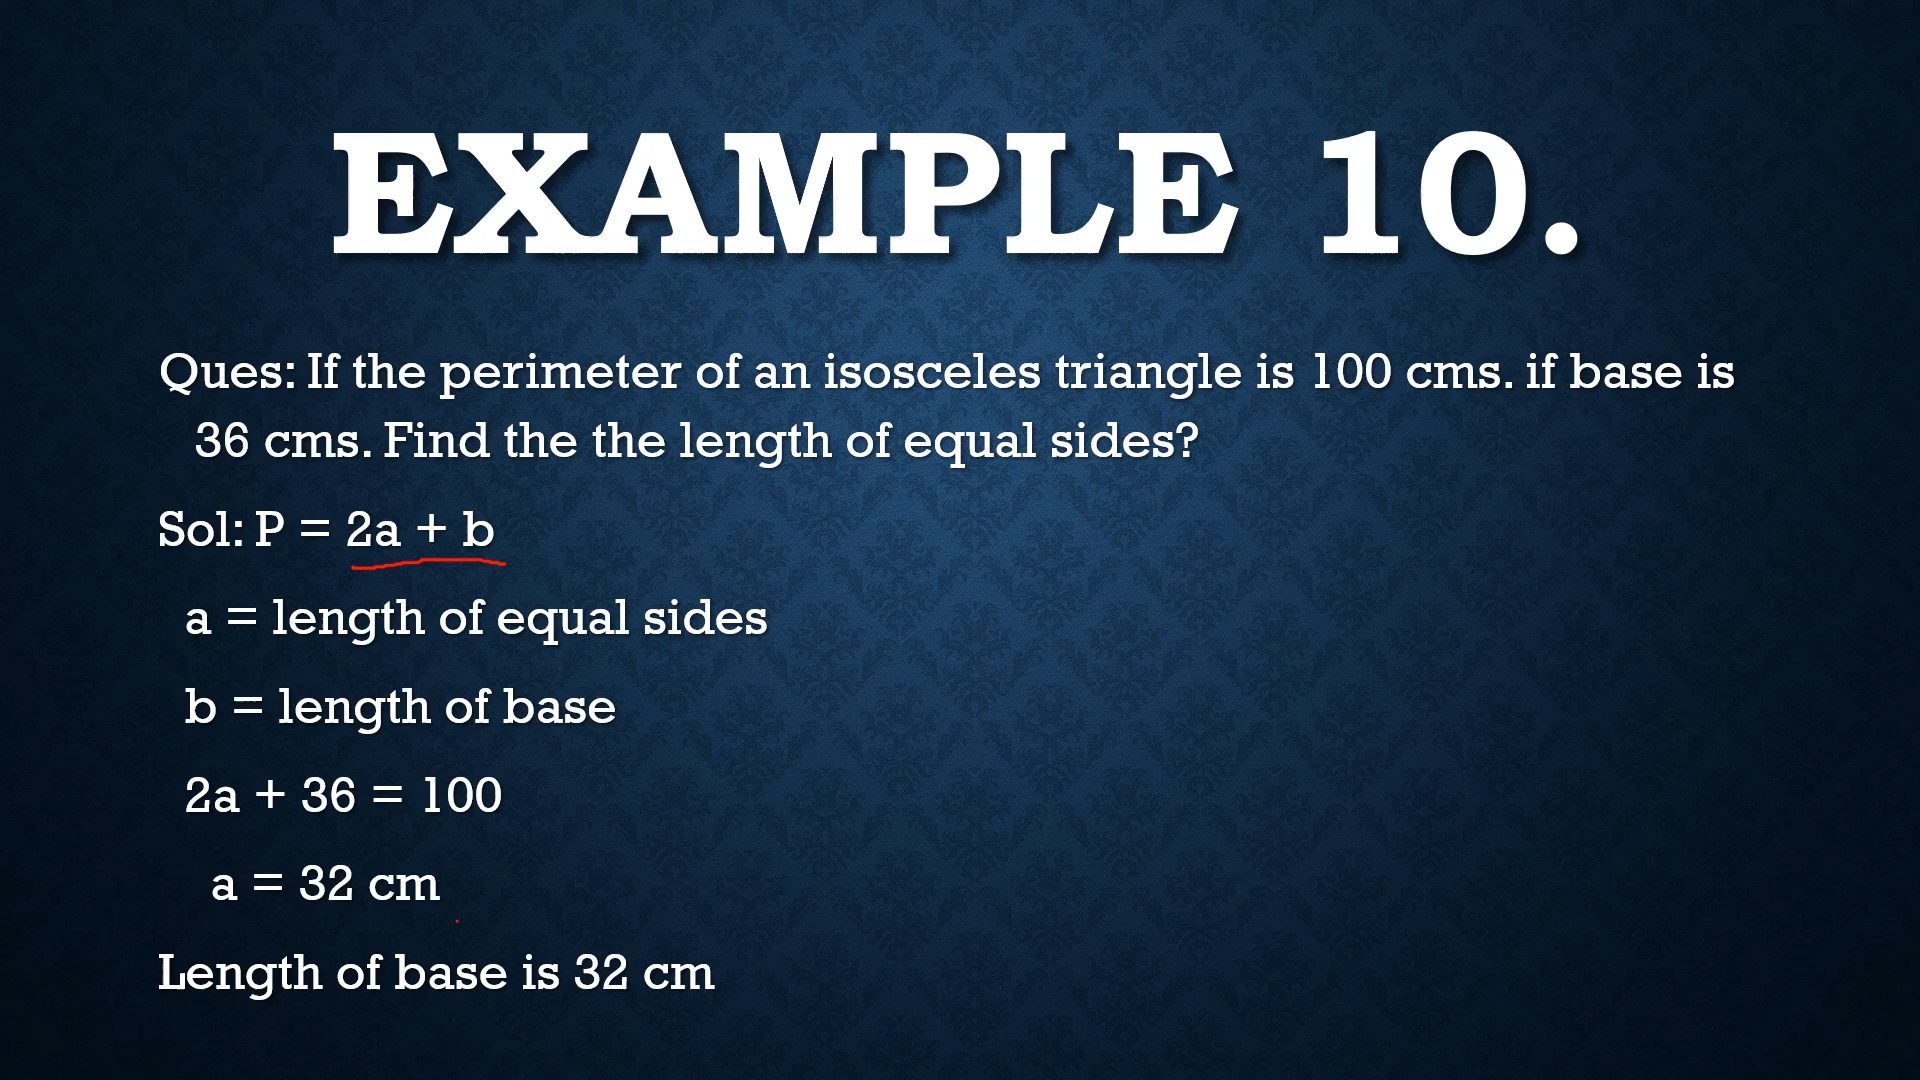 EXAMPLE 10.
Ques: If the perimeter of an isosceles triangle is 100 cms. if base is
36 cms. Find the the length of equal sides?
Sol: P = 2a + b
a = length of equal sides
b = length of base
2a + 36 = 100
a = 32 cm
Length of base is 32 cm